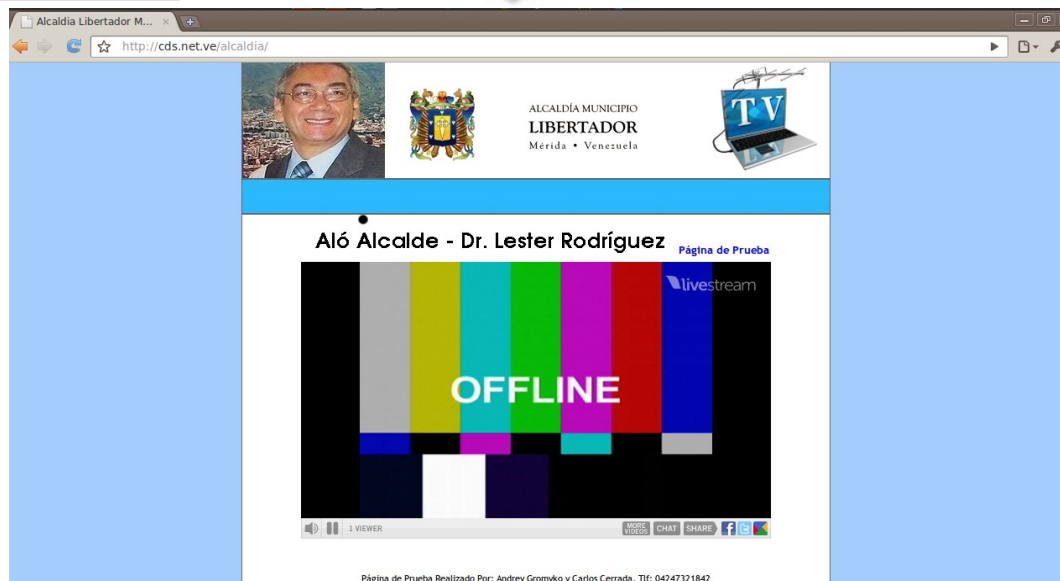 Alcaldia Libertador M...
http://cds.net.ve/alcaldia/
ALCALDÍA MUNICIPIO
LIBERTADOR
Mérida • Venezuela
TV
Aló Alcalde - Dr. Lester Rodríguez
Página de Prueba
livestream
OFFLINE
1 VIEWER
MORE VIDEOS
CHAT
SHARE
Página de Prueba Realizado Por: Andrey Gromyko y Carlos Cerrada. Tlf: 04247321842